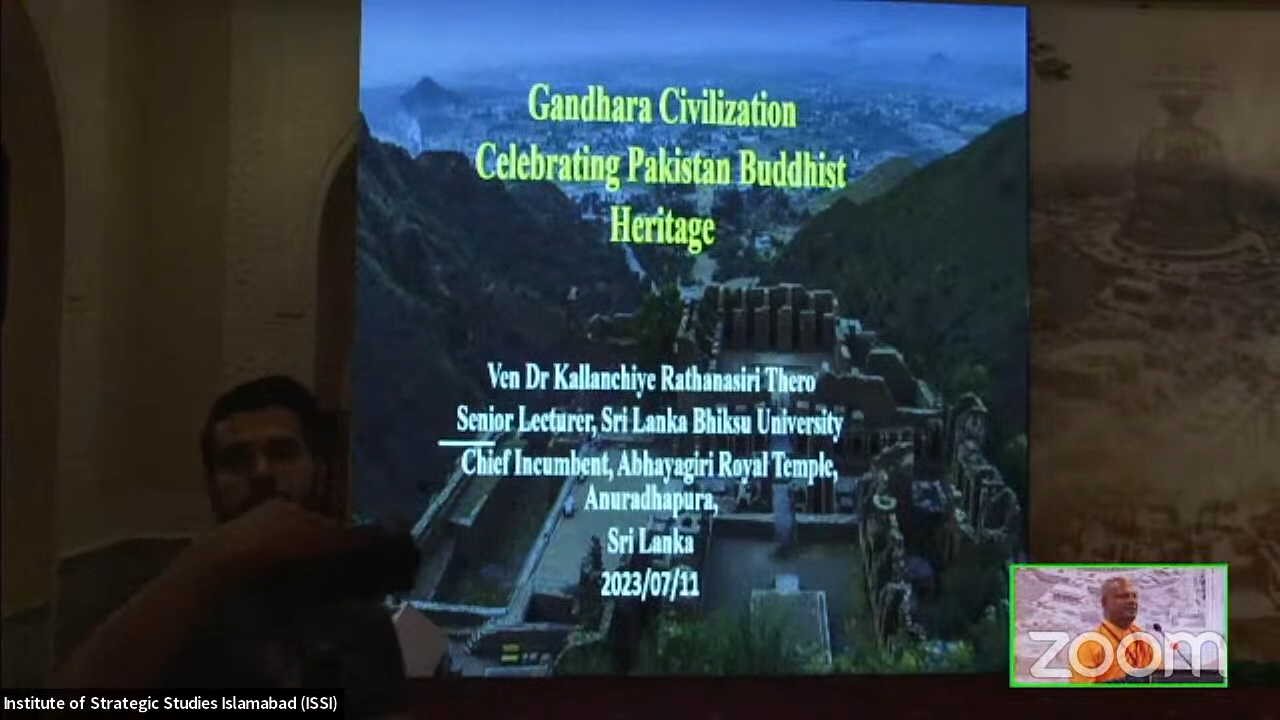 Gandhara Civilization
Celebrating Pakistan Buddhist
Heritage
Ven Dr Kallanchiye Rathanasiri Thero
Senior Lecturer, Sri Lanka Bhiksu University
Chief Incumbent, Abhayagiri Royal Temple,
Anuradhapura,
Sri Lanka
2023/07/11
zoom
Institute of Strategic Studies Islamabad (ISSI)